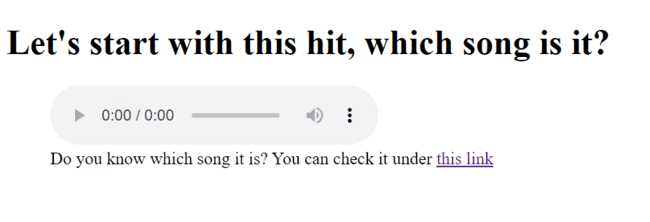 Let's start with this hit, which song is it?
0:00 / 0:00
Do you know which song it is? You can check it under this link